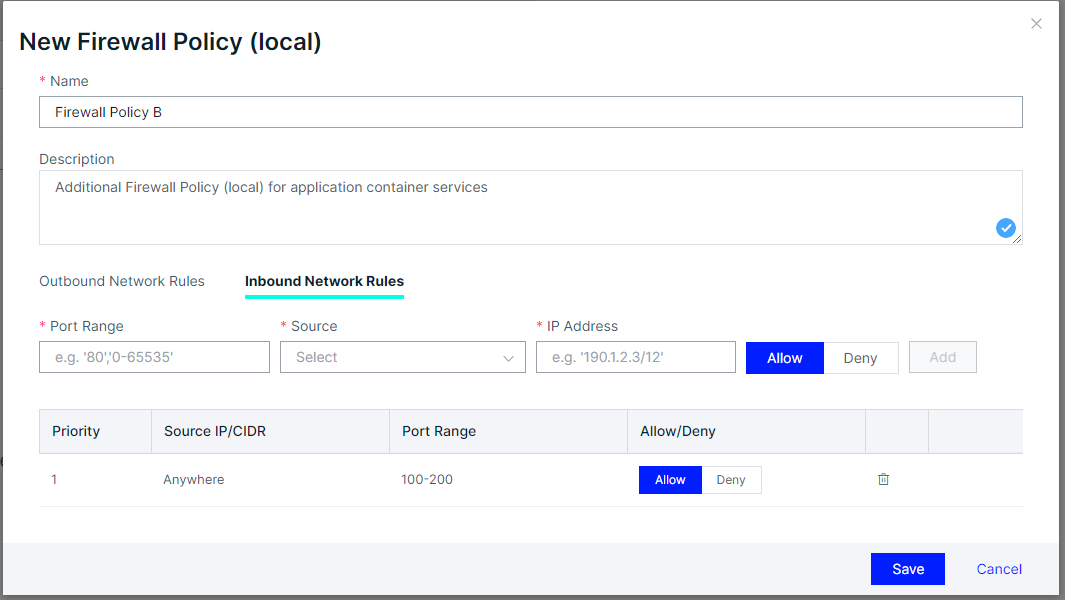 New Firewall Policy (local)
* Name
Firewall Policy B
Description
Additional Firewall Policy (local) for application container services
Outbound Network Rules Inbound Network Rules
* Port Range * Source * IP Address
e.g. '80','0-65535' Select e.g. '190.1.2.3/12' Allow Deny Add
Priority Source IP/CIDR Port Range Allow/Deny
1 Anywhere 100-200 Allow Deny
Save Cancel